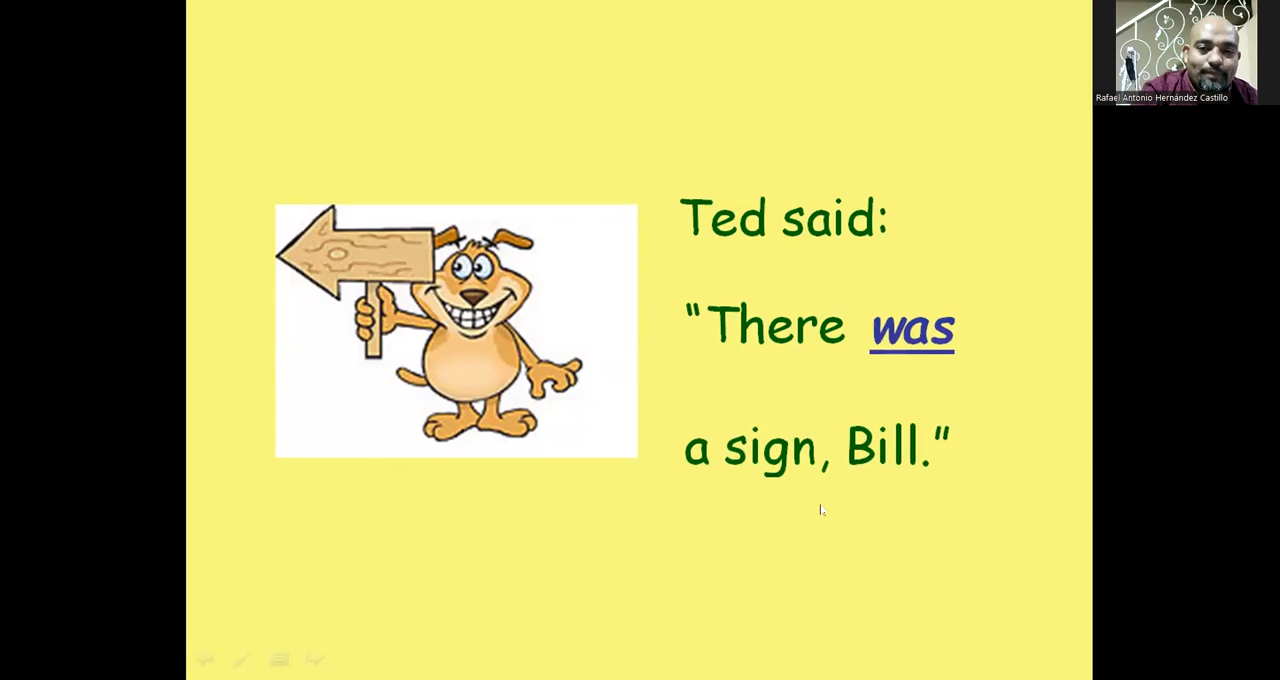 Rafael Antonio Hernández Castillo
Ted said:
"There was
a sign, Bill."